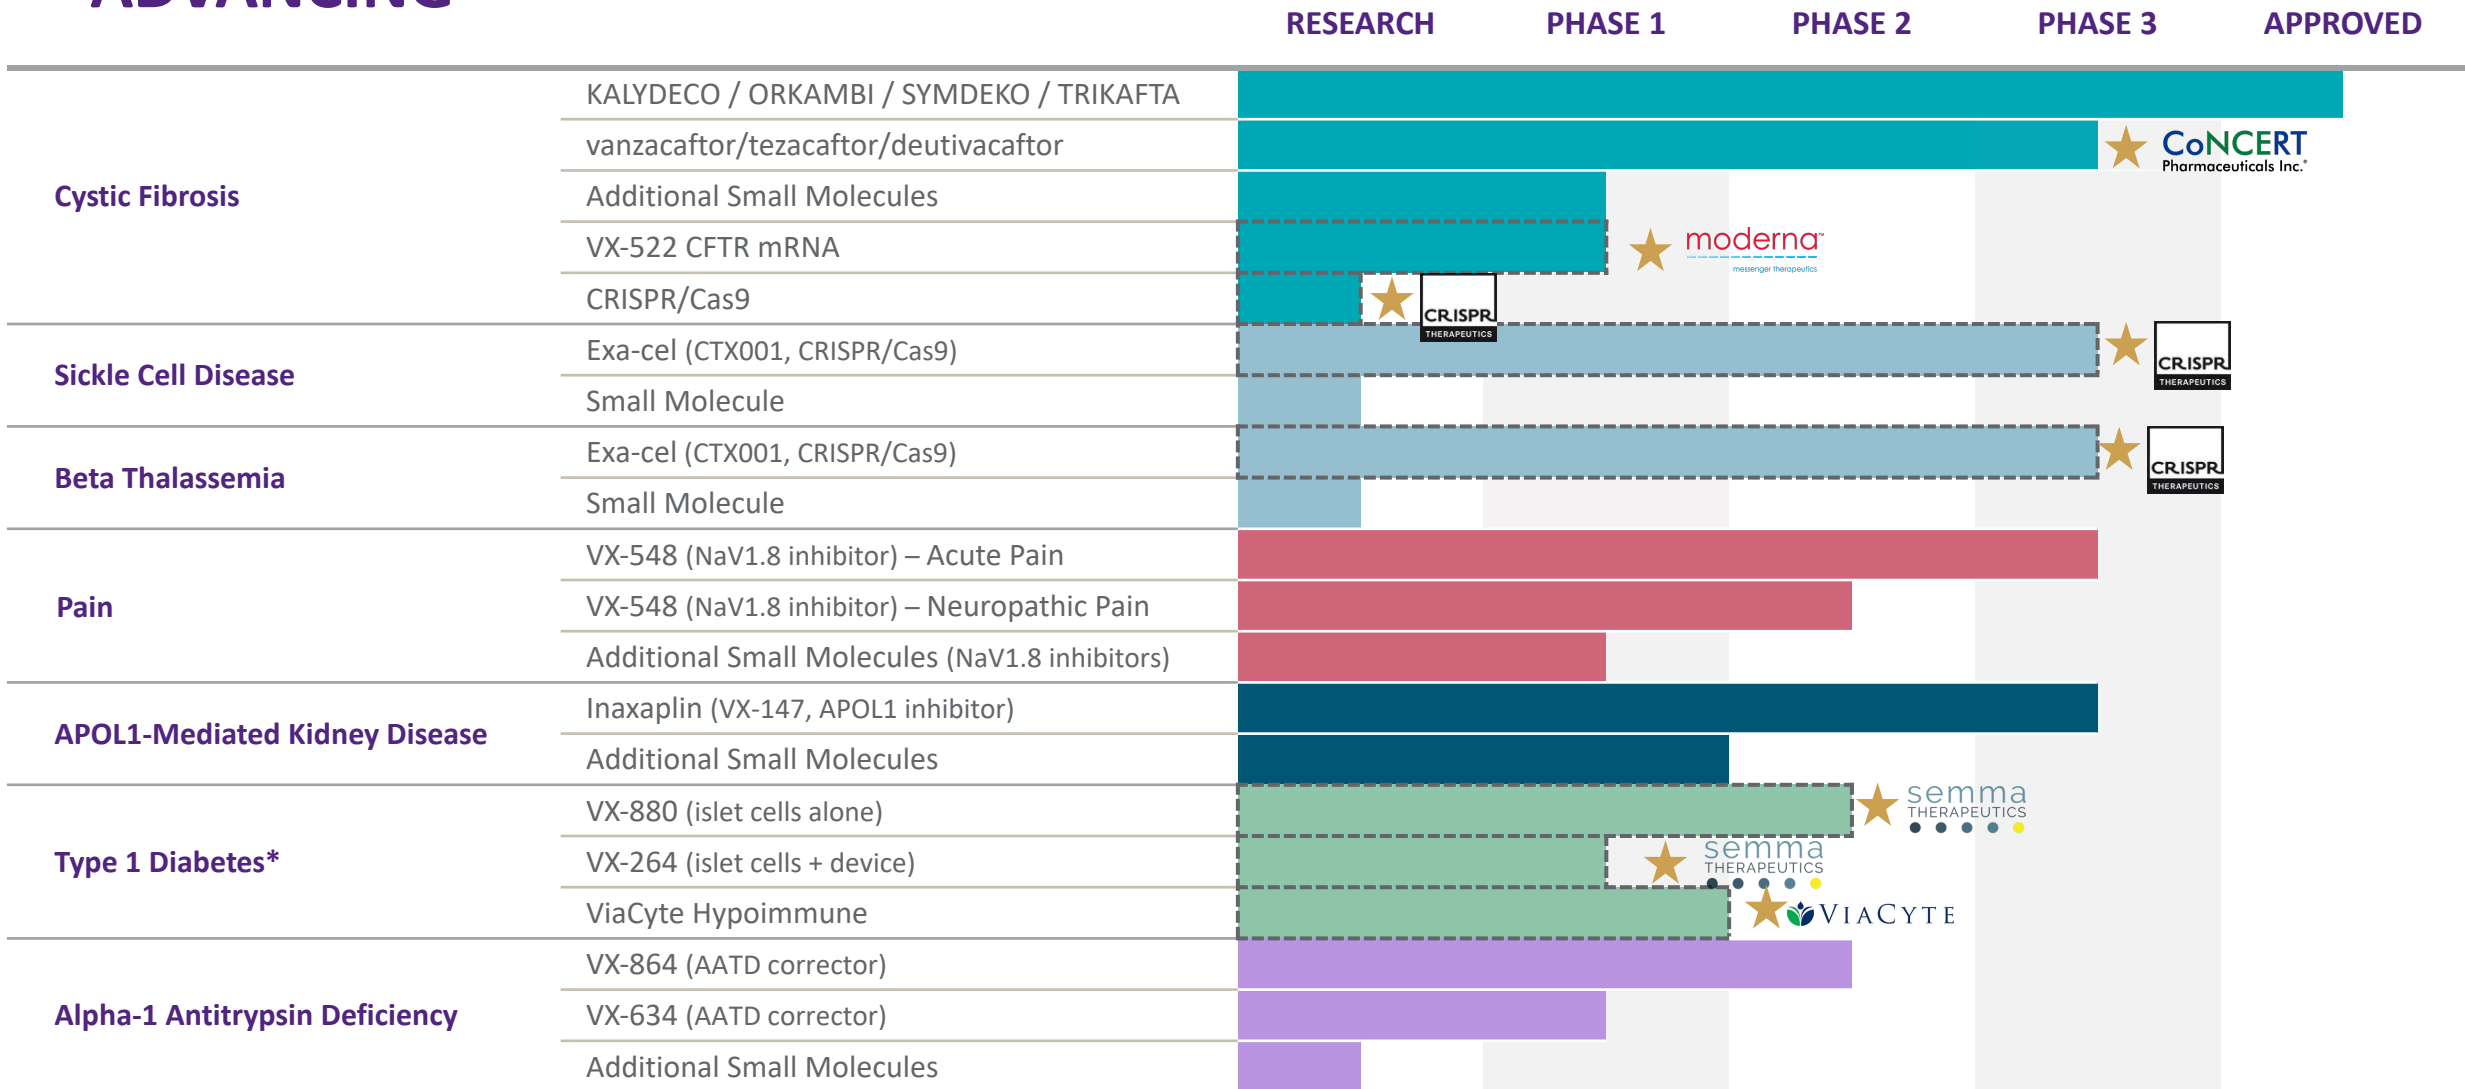 ADVANCING
RESEARCH PHASE 1 PHASE 2 PHASE 3 APPROVED
Cystic Fibrosis
KALYDECO / ORKAMBI / SYMDEKO / TRIKAFTA
vanzacaftor/tezacaftor/deutivacaftor
CoNCERT
Pharmaceuticals Inc.®
Additional Small Molecules
VX-522 CFTR mRNA
moderna™
messenger therapeutics
CRISPR/Cas9
CRISPR
THERAPEUTICS
Sickle Cell Disease
Exa-cel (CTX001, CRISPR/Cas9)
CRISPR
THERAPEUTICS
Small Molecule
Beta Thalassemia
Exa-cel (CTX001, CRISPR/Cas9)
CRISPR
THERAPEUTICS
Small Molecule
Pain
VX-548 (NaV1.8 inhibitor) – Acute Pain
VX-548 (NaV1.8 inhibitor) – Neuropathic Pain
Additional Small Molecules (NaV1.8 inhibitors)
APOL1-Mediated Kidney Disease
Inaxaplin (VX-147, APOL1 inhibitor)
Additional Small Molecules
Type 1 Diabetes*
VX-880 (islet cells alone)
semma
THERAPEUTICS
VX-264 (islet cells + device)
semma
THERAPEUTICS
ViaCyte Hypoimmune
VIACYTE
Alpha-1 Antitrypsin Deficiency
VX-864 (AATD corrector)
VX-634 (AATD corrector)
Additional Small Molecules